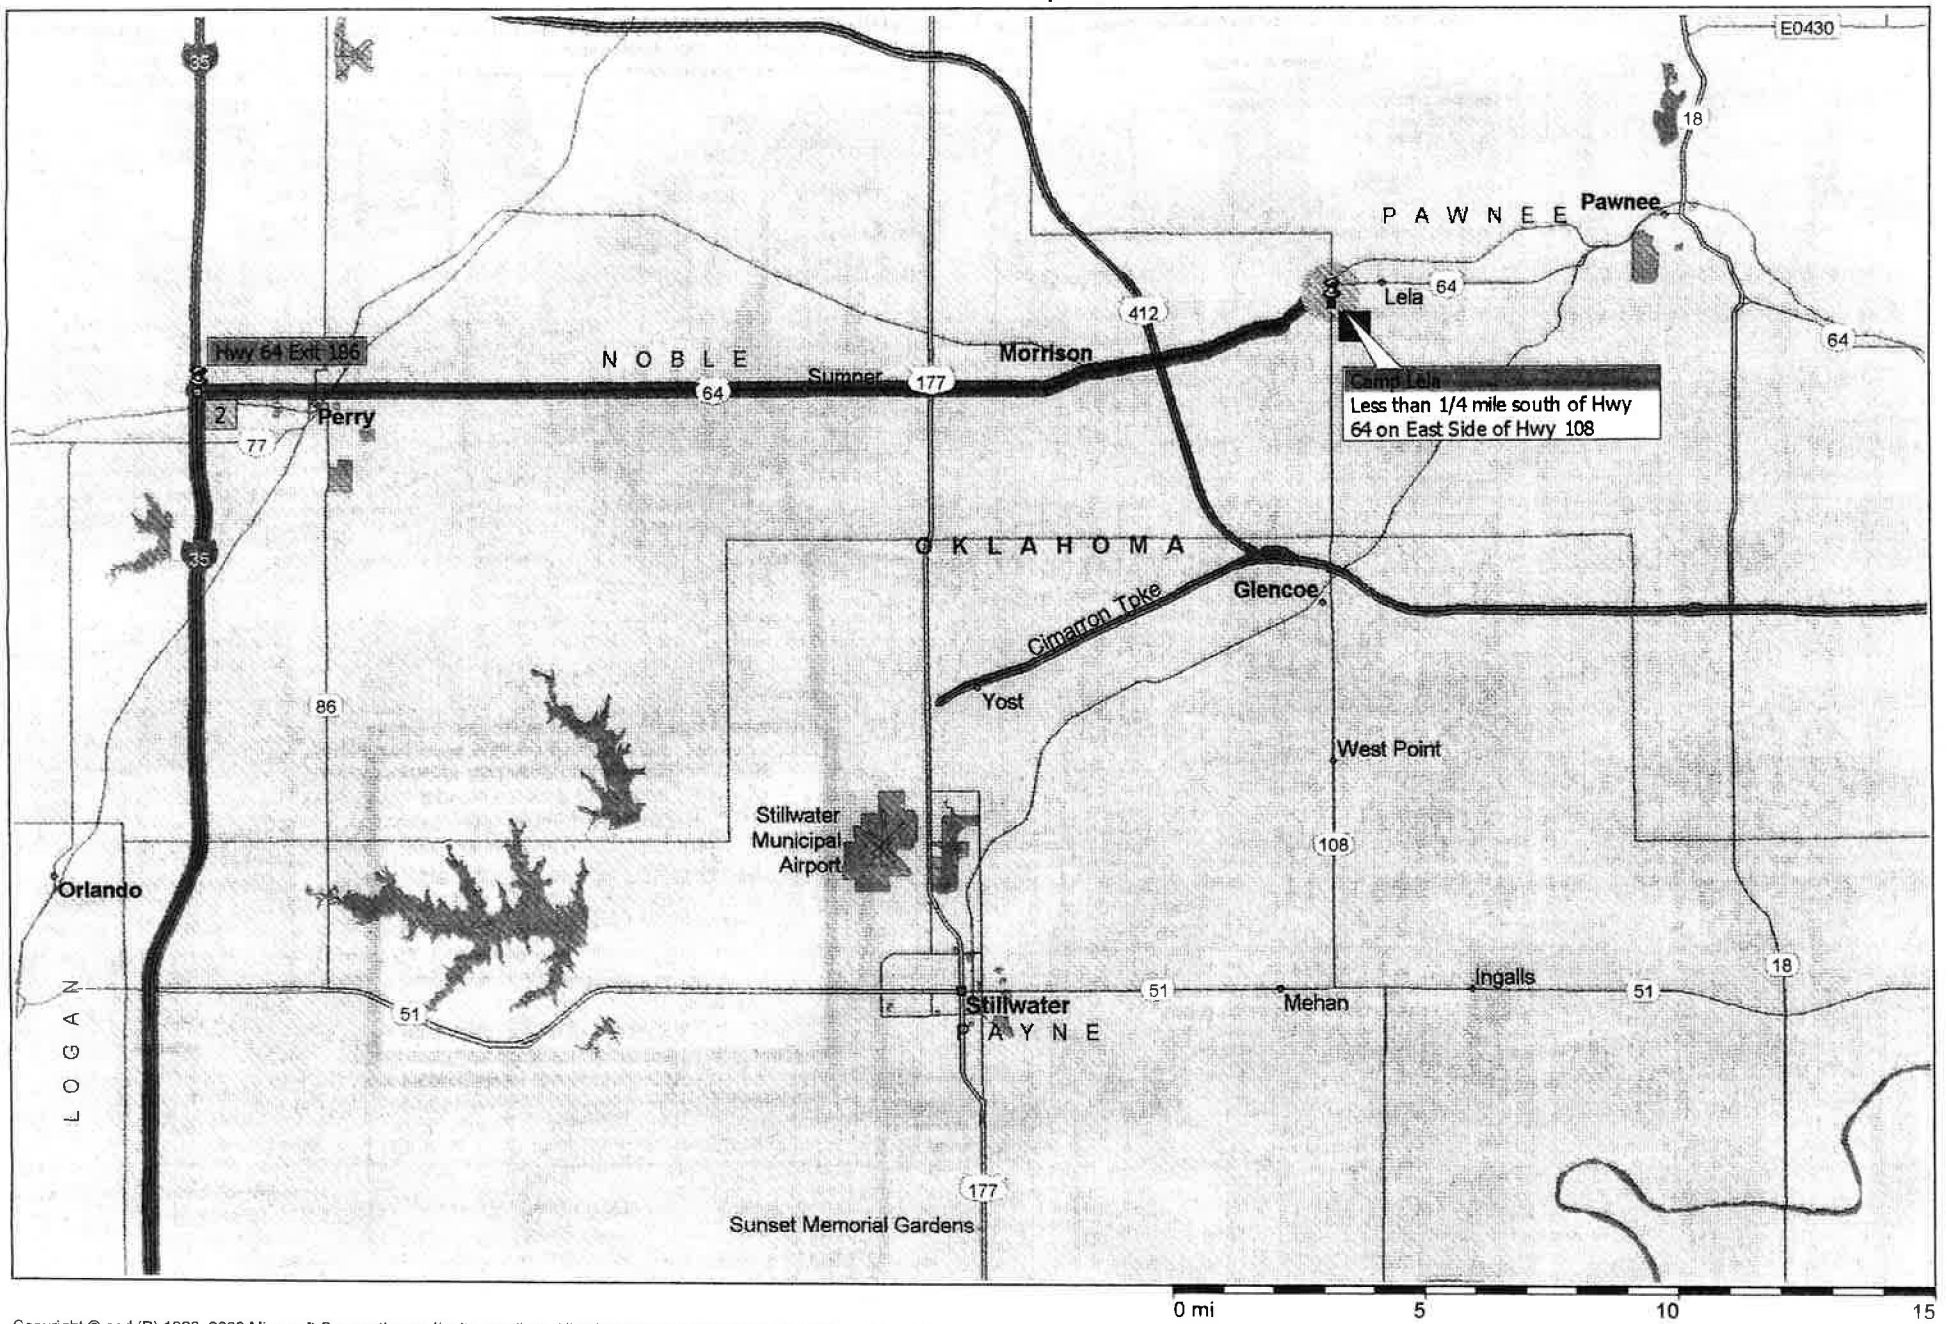 35
E0430
18
PAWNEE
Pawnee
64
Lela
412
64
Hwy 64 Exit 186
NOBLE
Morrison
Sumner
177
64
Camp Lela
Less than 1/4 mile south of Hwy
64 on East Side of Hwy 108
2
Perry
77
35
OKLAHOMA
Glencoe
Cimarron Tpke
Yost
86
West Point
Stillwater
Municipal
Airport
108
Orlando
18
LOGAN
51
Stillwater
51
Mehan
Ingalls
51
PAYNE
177
Sunset Memorial Gardens
0 mi
5
10
15